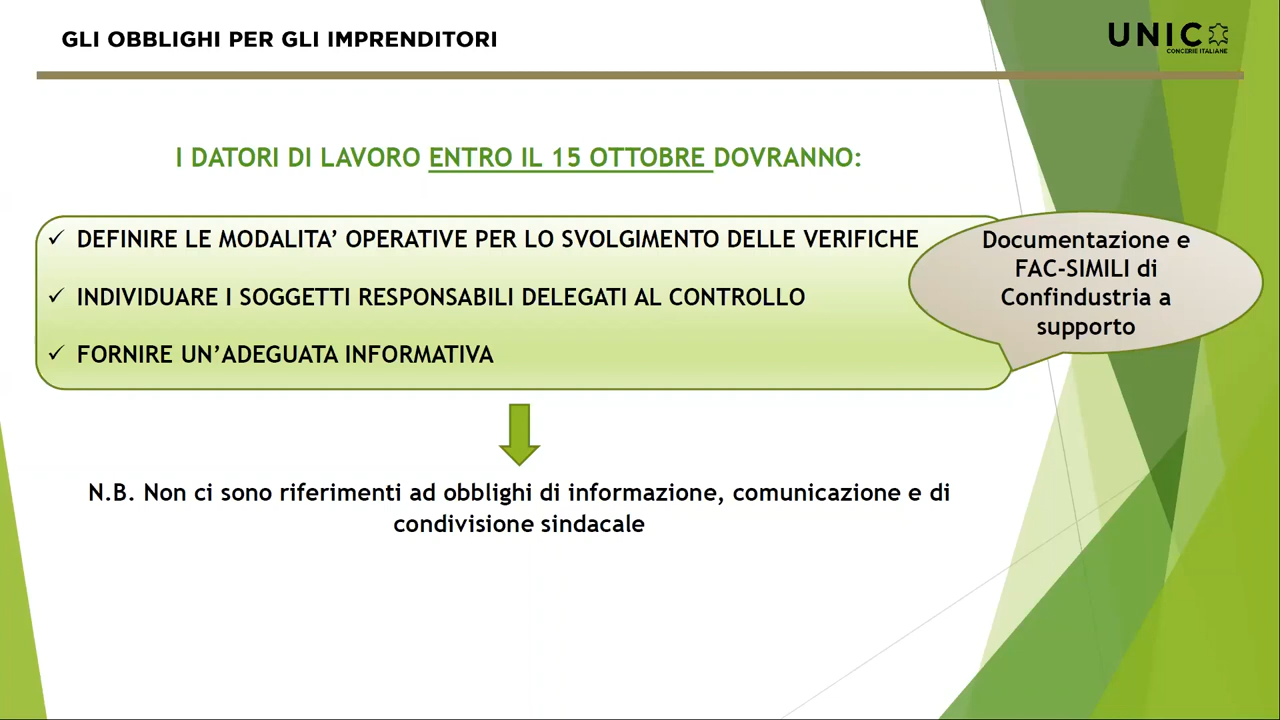 GLI OBBLIGHI PER GLI IMPRENDITORI
UNIC
CONCERIE ITALIANE
I DATORI DI LAVORO ENTRO IL 15 OTTOBRE DOVRANNO:
✓ DEFINIRE LE MODALITA’ OPERATIVE PER LO SVOLGIMENTO DELLE VERIFICHE
✓ INDIVIDUARE I SOGGETTI RESPONSABILI DELEGATI AL CONTROLLO
✓ FORNIRE UN’ADEGUATA INFORMATIVA
Documentazione e
FAC-SIMILI di
Confindustria a
supporto
N.B. Non ci sono riferimenti ad obblighi di informazione, comunicazione e di
condivisione sindacale